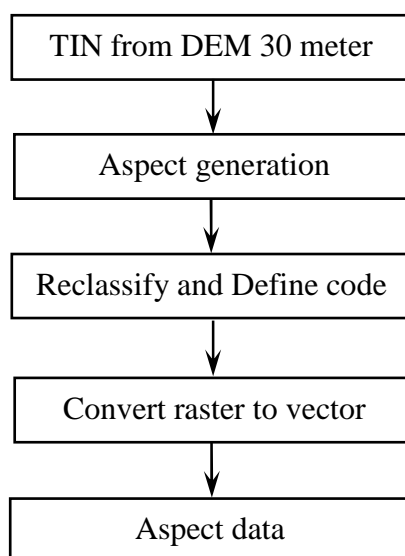 TIN from DEM 30 meter
Aspect generation
Reclassify and Define code
Convert raster to vector
Aspect data